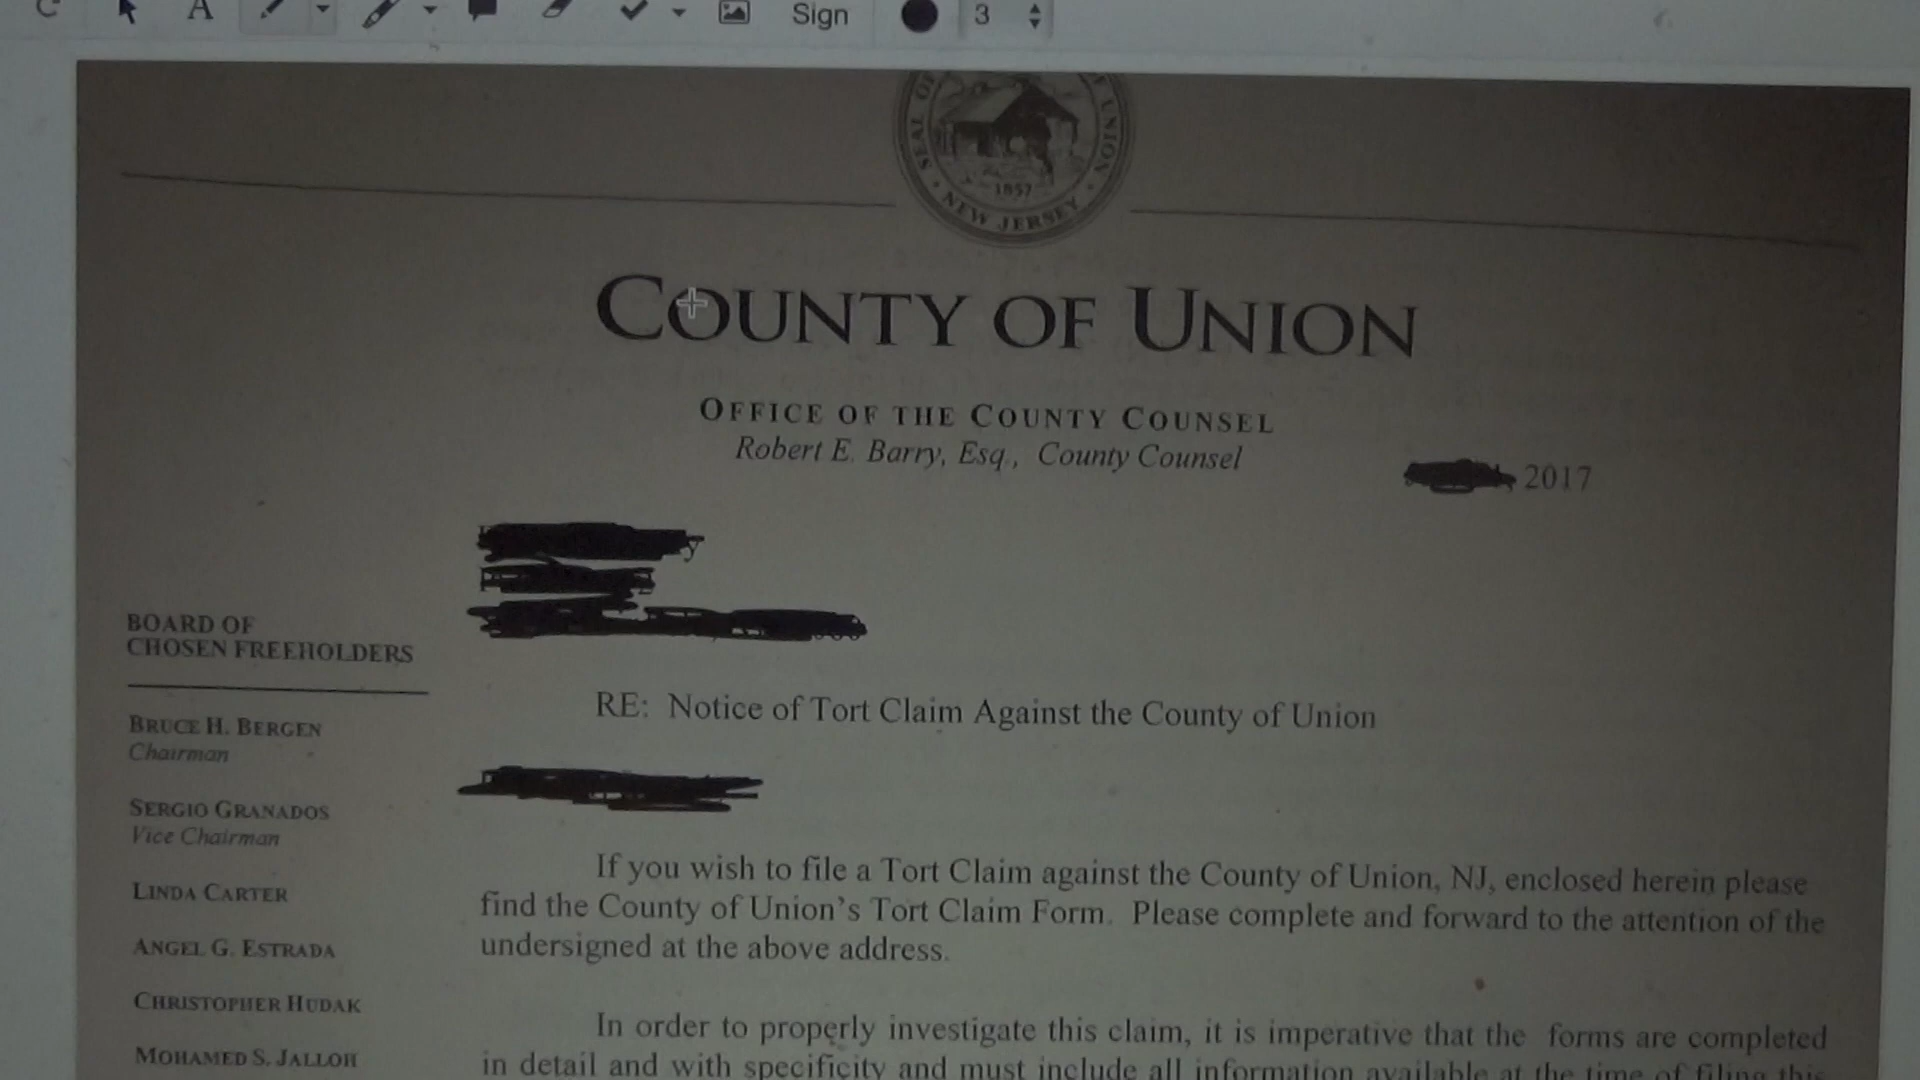 A
Sign
3
SEAL OF
UNION
1857
NEW JERSEY
COUNTY OF UNION
OFFICE OF THE COUNTY COUNSEL
Robert E. Barry, Esq., County Counsel
2017
BOARD OF
CHOSEN FREEHOLDERS
BRUCE H. BERGEN
Chairman
SERGIO GRANADOS
Vice Chairman
LINDA CARTER
ANGEL G. ESTRADA
CHRISTOPHER HUDAK
MOHAMED S. JALLOH
RE: Notice of Tort Claim Against the County of Union
If you wish to file a Tort Claim against the County of Union, NJ, enclosed herein please
find the County of Union's Tort Claim Form. Please complete and forward to the attention of the
undersigned at the above address.
In order to properly investigate this claim, it is imperative that the forms are completed
in detail and with specificity and must include all information available at the time of filing this